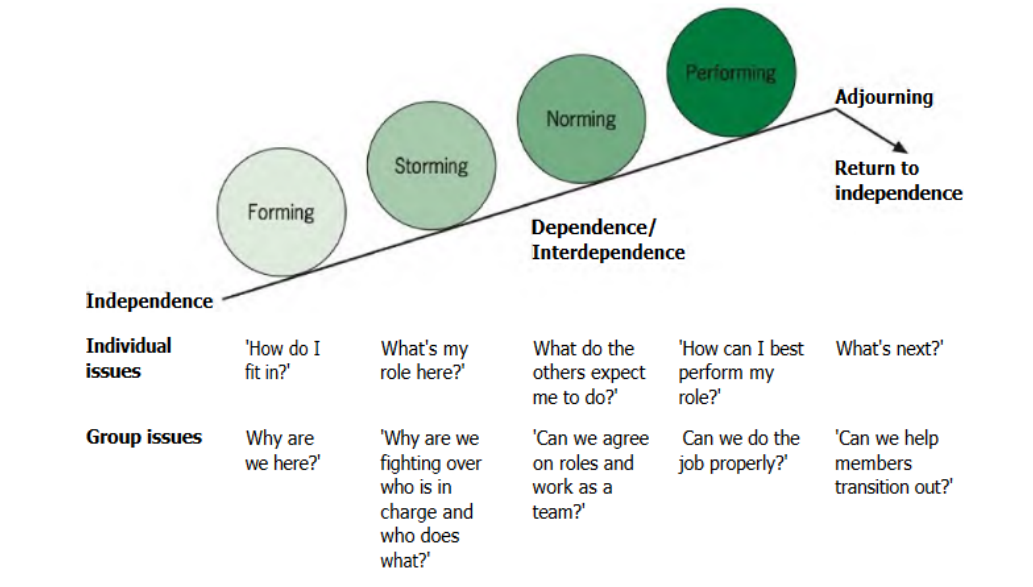 Performing
Adjourning
Norming
Storming
Return to
independence
Forming
Dependence/
Interdependence
Independence
Individual
issues
'How do I
fit in?'
What's my
role here?'
What do the
others expect
me to do?'
'How can I best
perform my
role?'
What's next?'
Group issues
Why are
we here?'
'Why are we
fighting over
who is in
charge and
who does
what?'
'Can we agree
on roles and
work as a
team?'
Can we do the
job properly?'
'Can we help
members
transition out?'